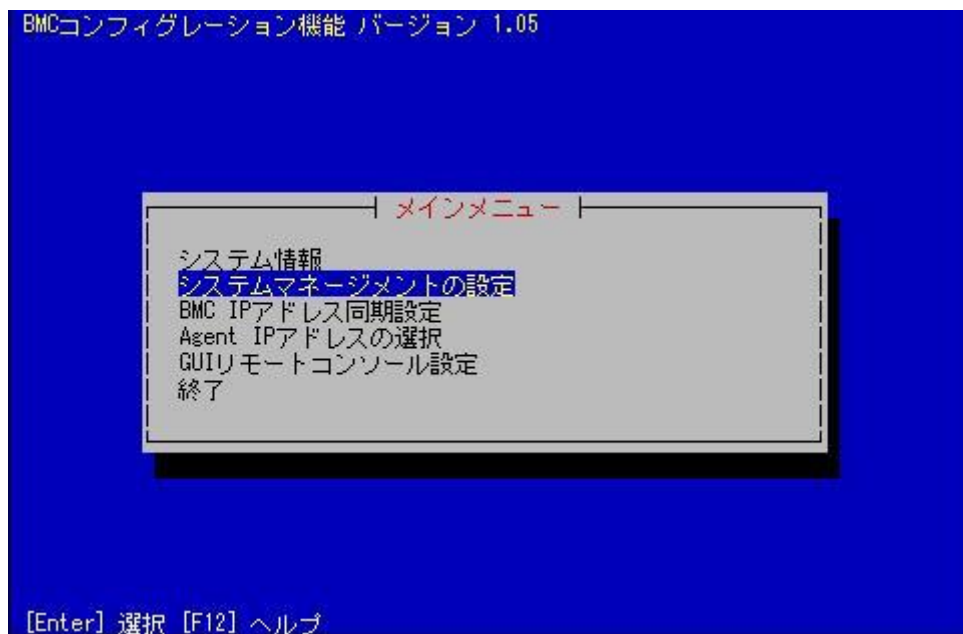 BMCコンフィグレーション機能 バージョン 1.05
メインメニュー
システム情報
システムマネージメントの設定
BMC IPアドレス同期設定
Agent IPアドレスの選択
GUIリモートコンソール設定
終了
[Enter] 選択 [F12] ヘルプ